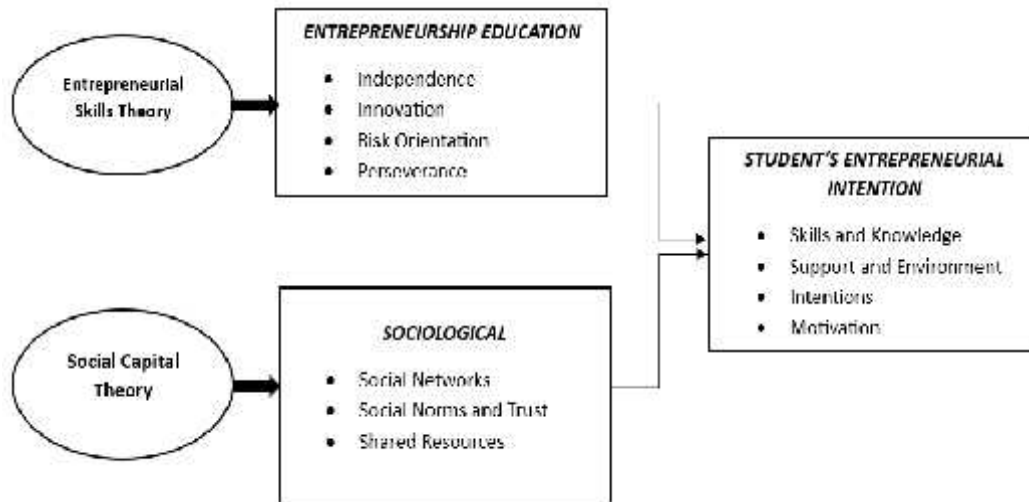 Entrepreneurial
Skills Theory
ENTREPRENEURSHIP EDUCATION
• Independence
• Innovation
• Risk Orientation
• Perseverance
STUDENT'S ENTREPRENEURIAL
INTENTION
• Skills and Knowledge
• Support and Environment
• Intentions
• Motivation
Social Capital
Theory
SOCIOLOGICAL
• Social Networks
• Social Norms and Trust
• Shared Resources